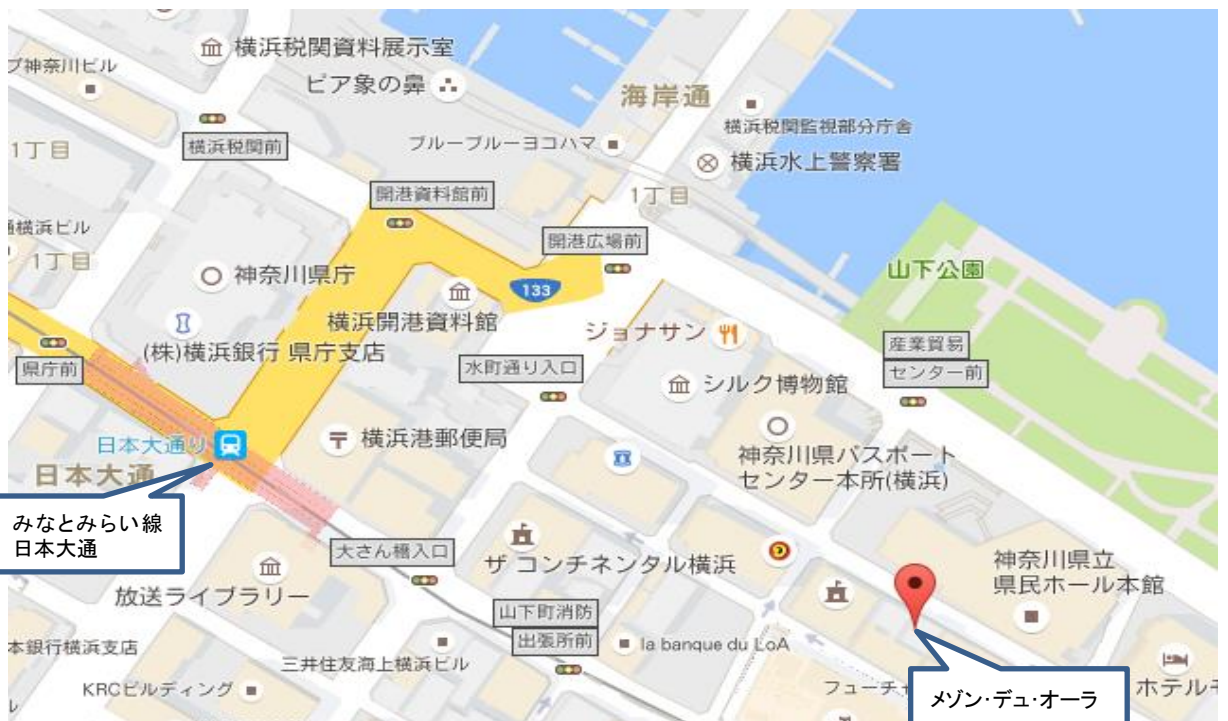 横浜税関資料展示室
プ神奈川ビル
ピア象の鼻
海岸通
横浜税関監視部分庁舎
横浜税関前
1丁目
ブルーブルーヨコハマ
横浜水上警察署
開港資料館前
1丁目
横浜ビル
開港広場前
1丁目
神奈川県庁
山下公園
133
横浜開港資料館
ジョナサン
産業貿易
センター前
(株)横浜銀行 県庁支店
県庁前
水町通り入口
シルク博物館
日本大通り
横浜港郵便局
神奈川県パスポート
センター本所(横浜)
日本大通
みなとみらい線
日本大通
大さん橋入口
ザ コンチネンタル横浜
神奈川県立
県民ホール本館
放送ライブラリー
山下町消防
出張所前
la banque du LoA
本銀行横浜支店
三井住友海上横浜ビル
KRCビルディング
フューチャ
メゾン・デュ・オーラ
ホテルモ